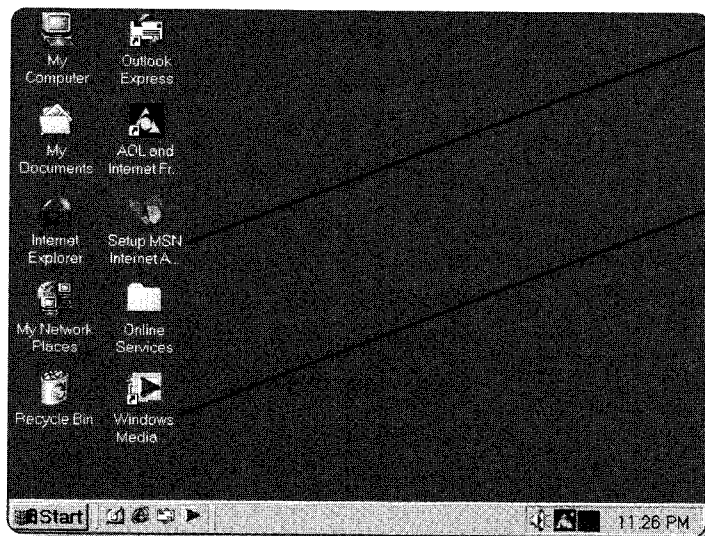 My
Computer
Outlook
Express
My
Documents
AOL and
Internet Fr..
Internet
Explorer
Setup MSN
Internet A...
My Network
Places
Online
Services
Recycle Bin
Windows
Media
Start
11:26 PM